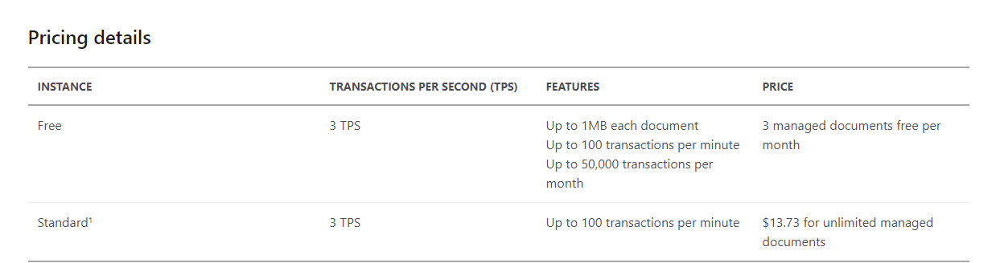 Pricing details
INSTANCE TRANSACTIONS PER SECOND (TPS) FEATURES PRICE
Free 3 TPS Up to 1MB each document 3 managed documents free per
Up to 100 transactions per minute month
Up to 50,000 transactions per
month
Standard¹ 3 TPS Up to 100 transactions per minute $13.73 for unlimited managed
documents